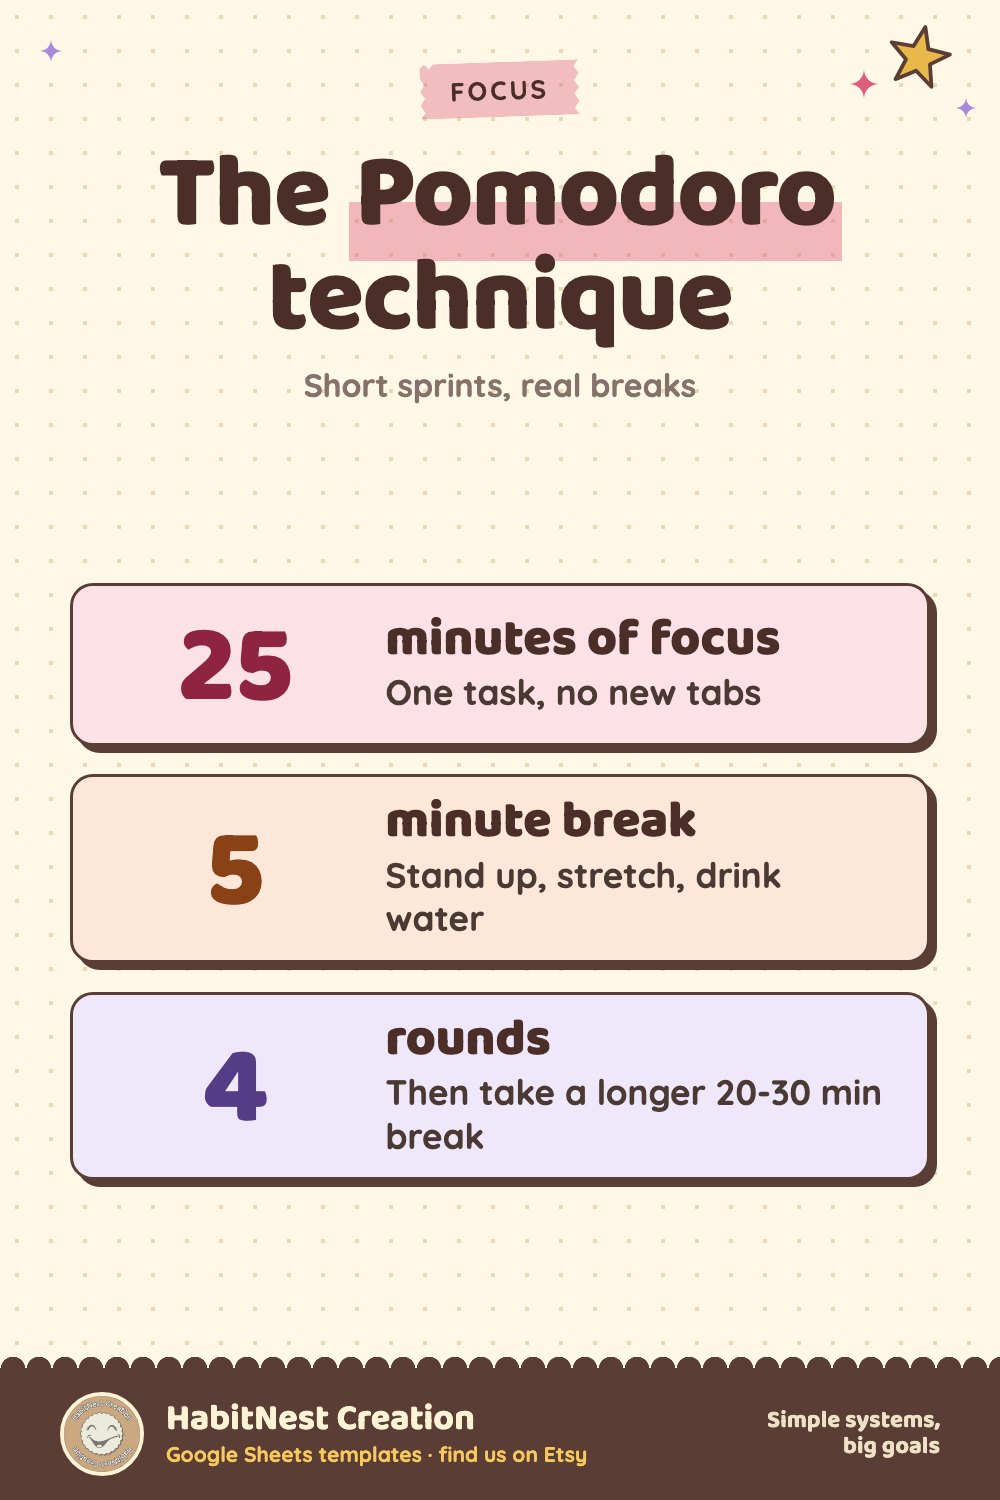 FOCUS
The Pomodoro
technique
Short sprints, real breaks
25
minutes of focus
One task, no new tabs
5
minute break
Stand up, stretch, drink
water
4
rounds
Then take a longer 20-30 min
break
HabitNest Creation
HabitNest Creation
Google Sheets templates · find us on Etsy
Simple systems,
big goals